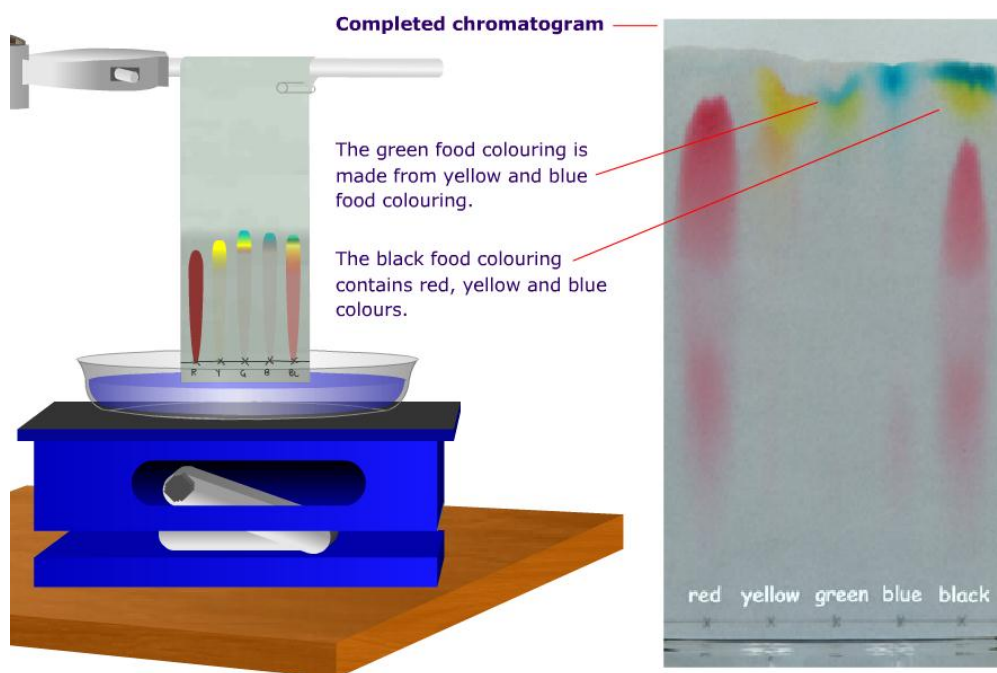 Completed chromatogram
The green food colouring is
made from yellow and blue
food colouring.
The black food colouring
contains red, yellow and blue
colours.
R Y G B BL
red yellow green blue black